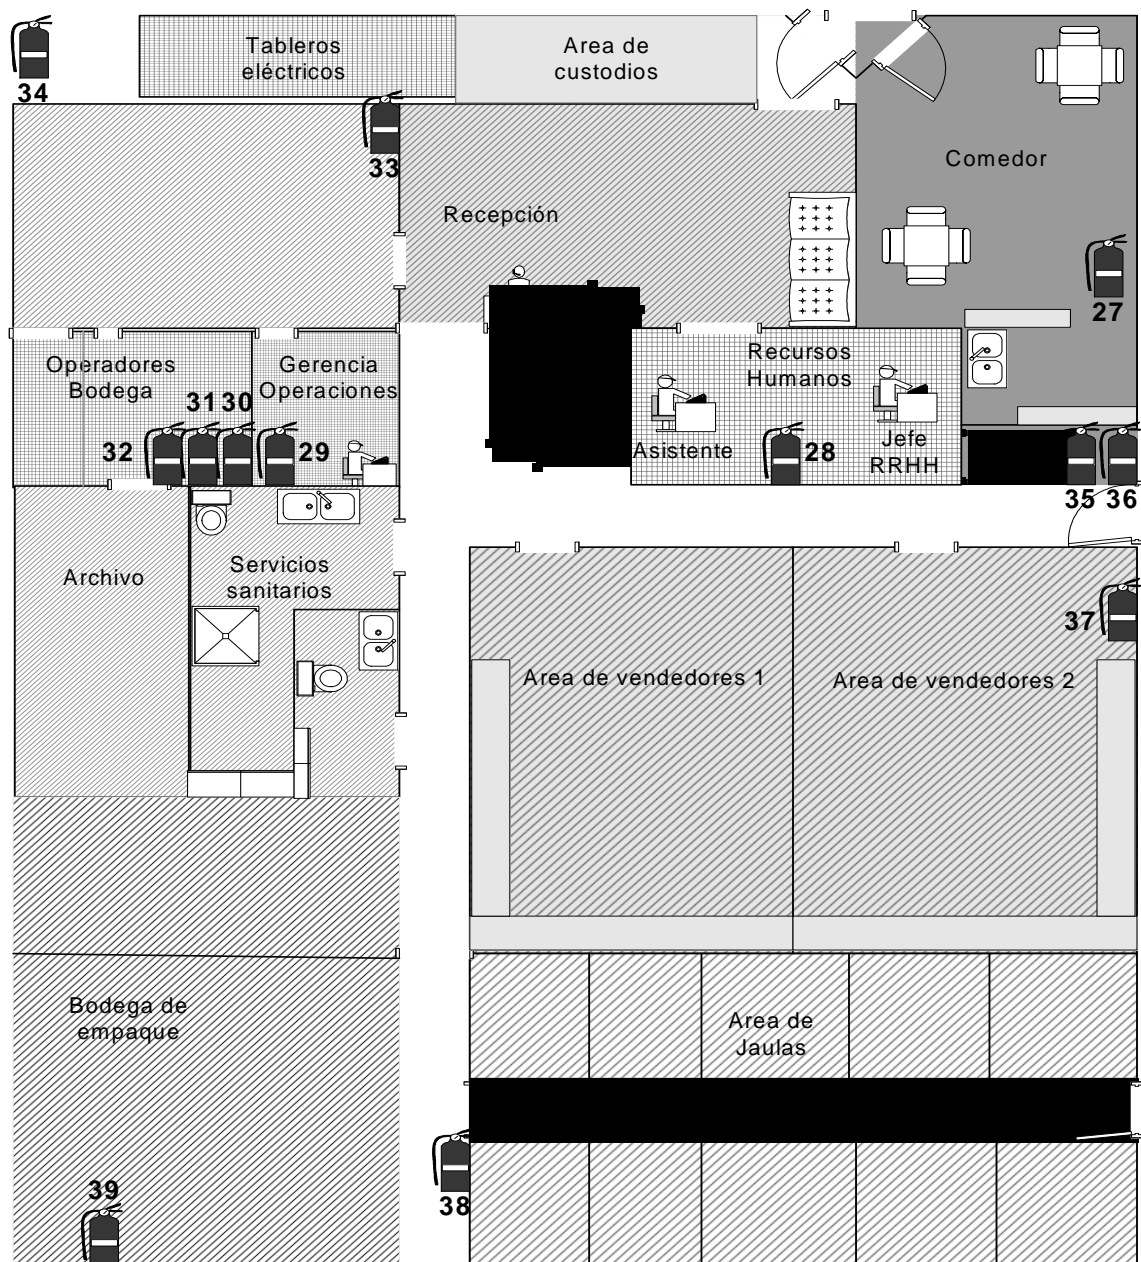 Tableros
eléctricos
Area de
custodios
34
33
Comedor
Recepción
27
Operadores
Bodega
Gerencia
Operaciones
Recursos
Humanos
31 30
32
29
Asistente
28
Jefe
RRHH
35 36
Archivo
Servicios
sanitarios
37
Area de vendedores 1
Area de vendedores 2
Bodega de
empaque
Area de
Jaulas
39
38